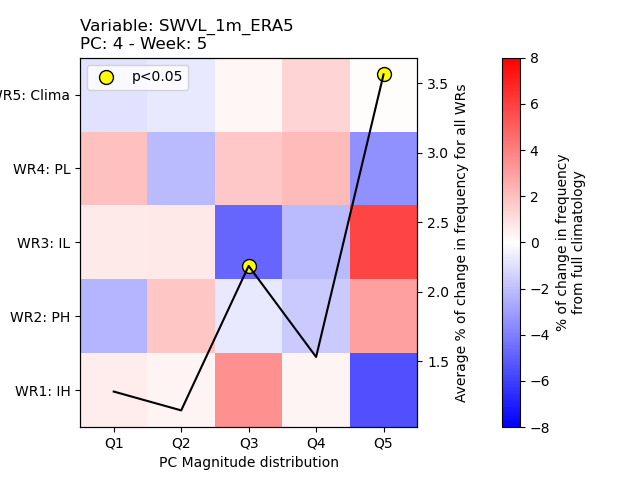 Variable: SWVL_1m_ERA5
PC: 4 - Week: 5
p<0.05
WR5: Clima
WR4: PL
WR3: IL
WR2: PH
WR1: IH
Q1 Q2 Q3 Q4 Q5
PC Magnitude distribution
3.5
3.0
2.5
2.0
1.5
Average % of change in frequency for all WRs
8
6
4
2
0
−2
−4
−6
−8
% of change in frequency
from full climatology